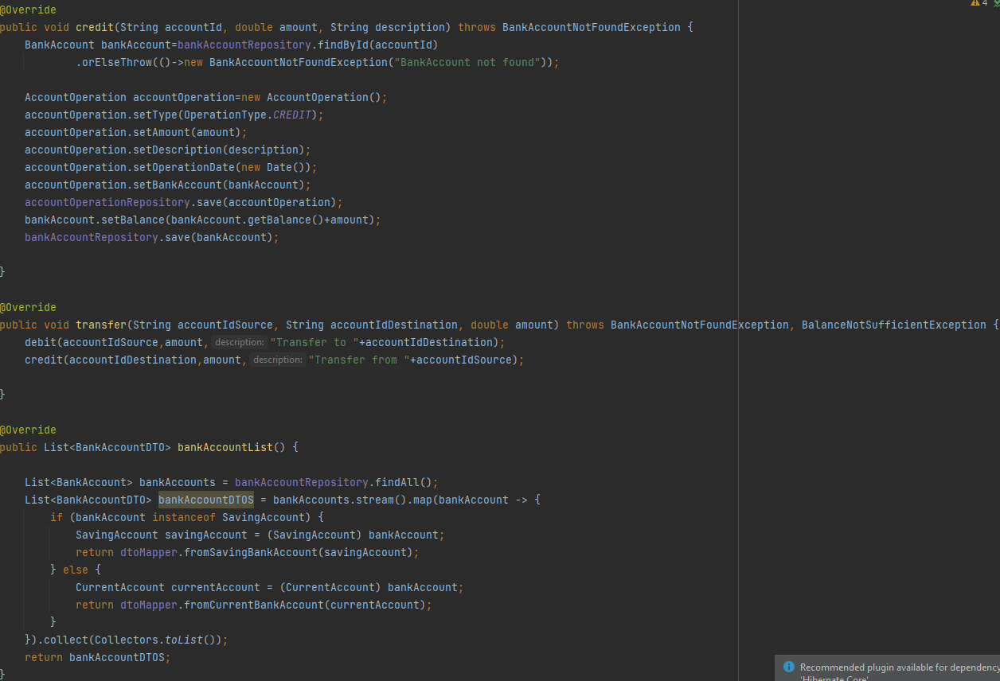 @Override
4
public void credit(String accountId, double amount, String description) throws BankAccountNotFoundException {
BankAccount bankAccount=bankAccountRepository.findById(accountId)
.orElseThrow(()->new BankAccountNotFoundException("BankAccount not found"));
AccountOperation accountOperation=new AccountOperation();
accountOperation.setType(OperationType.CREDIT);
accountOperation.setAmount(amount);
accountOperation.setDescription(description);
accountOperation.setOperationDate(new Date());
accountOperation.setBankAccount(bankAccount);
accountOperationRepository.save(accountOperation);
bankAccount.setBalance(bankAccount.getBalance()+amount);
bankAccountRepository.save(bankAccount);
}
@Override
public void transfer(String accountIdSource, String accountIdDestination, double amount) throws BankAccountNotFoundException, BalanceNotSufficientException {
debit(accountIdSource,amount, description: "Transfer to "+accountIdDestination);
credit(accountIdDestination,amount, description: "Transfer from "+accountIdSource);
}
@Override
public List<BankAccountDTO> bankAccountList() {
List<BankAccount> bankAccounts = bankAccountRepository.findAll();
List<BankAccountDTO> bankAccountDTOS = bankAccounts.stream().map(bankAccount -> {
if (bankAccount instanceof SavingAccount) {
SavingAccount savingAccount = (SavingAccount) bankAccount;
return dtoMapper.fromSavingBankAccount(savingAccount);
} else {
CurrentAccount currentAccount = (CurrentAccount) bankAccount;
return dtoMapper.fromCurrentBankAccount(currentAccount);
}
}).collect(Collectors.toList());
return bankAccountDTOS;
}
Recommended plugin available for dependency
'Hibernate Core'